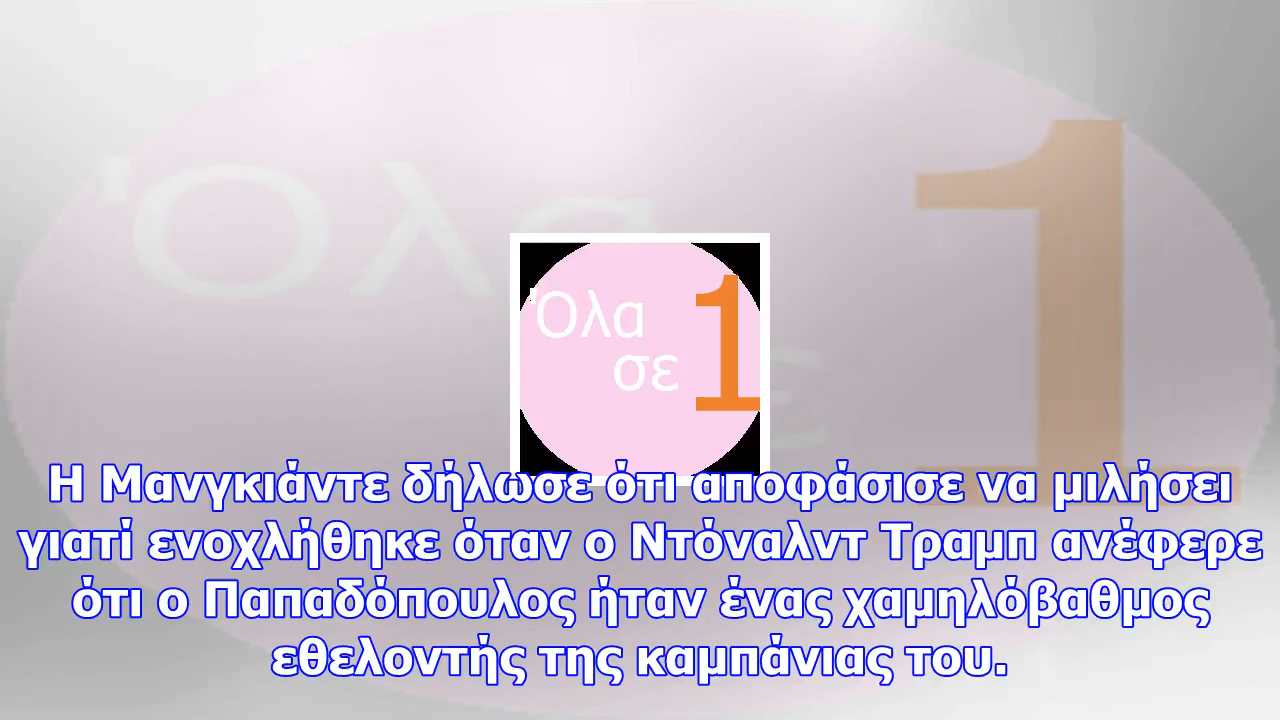 Όλα
σε 1
Η Μανγκιάντε δήλωσε ότι αποφάσισε να μιλήσει
γιατί ενοχλήθηκε όταν ο Ντόναλντ Τραμπ ανέφερε
ότι ο Παπαδόπουλος ήταν ένας χαμηλόβαθμος
εθελοντής της καμπάνιας του.